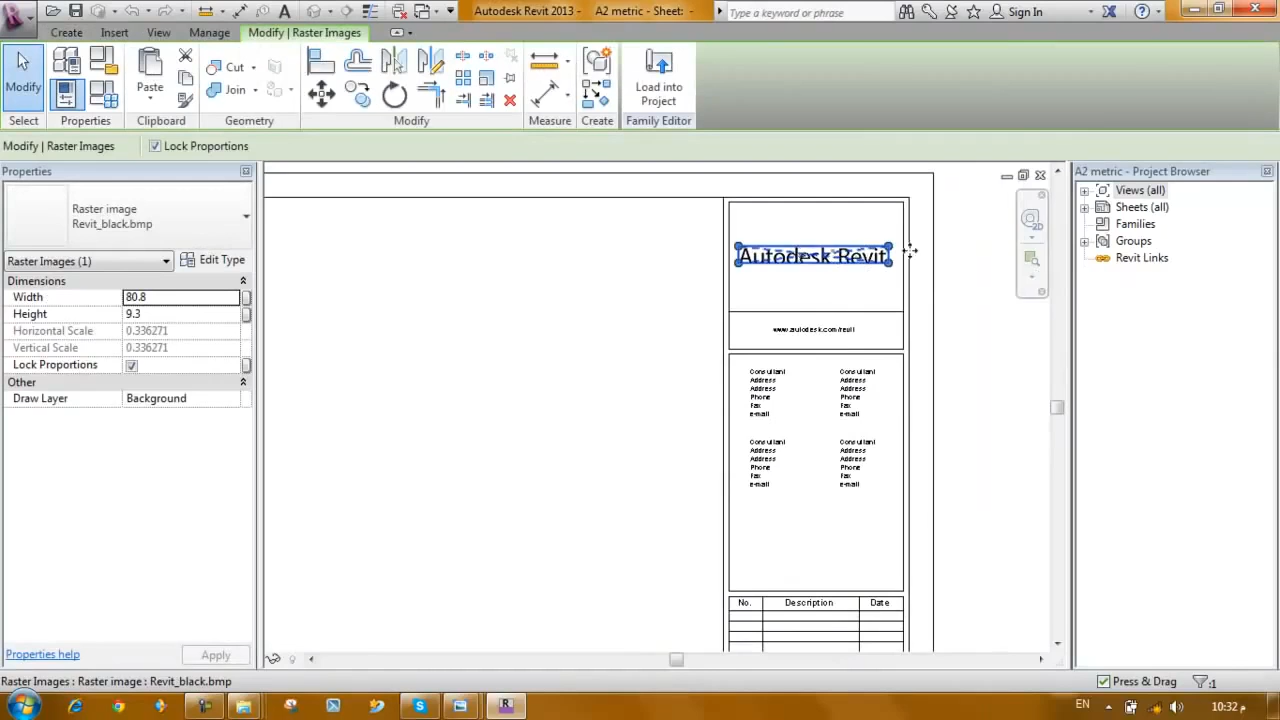 Autodesk Revit 2013 - A2 metric - Sheet: -
Type a keyword or phrase
Sign In
Create Insert View Manage Modify | Raster Images
Modify
Paste
Cut
Join
Load into
Project
Select Properties Clipboard Geometry Modify Measure Create Family Editor
Modify | Raster Images Lock Proportions
Properties
Raster image
Revit_black.bmp
Raster Images (1) Edit Type
Dimensions
Width 80.8
Height 9.3
Horizontal Scale 0.336271
Vertical Scale 0.336271
Lock Proportions
Other
Draw Layer Background
Properties help Apply
Autodesk Revit
www.autodesk.com/revit
Consultant Consultant
Address Address
Address Address
Phone Phone
Fax Fax
e-mail e-mail
Consultant Consultant
Address Address
Address Address
Phone Phone
Fax Fax
e-mail e-mail
No. Description Date
2D
A2 metric - Project Browser
Views (all)
Sheets (all)
Families
Groups
Revit Links
Raster Images : Raster image : Revit_black.bmp
Press & Drag :1
EN 10:32 م